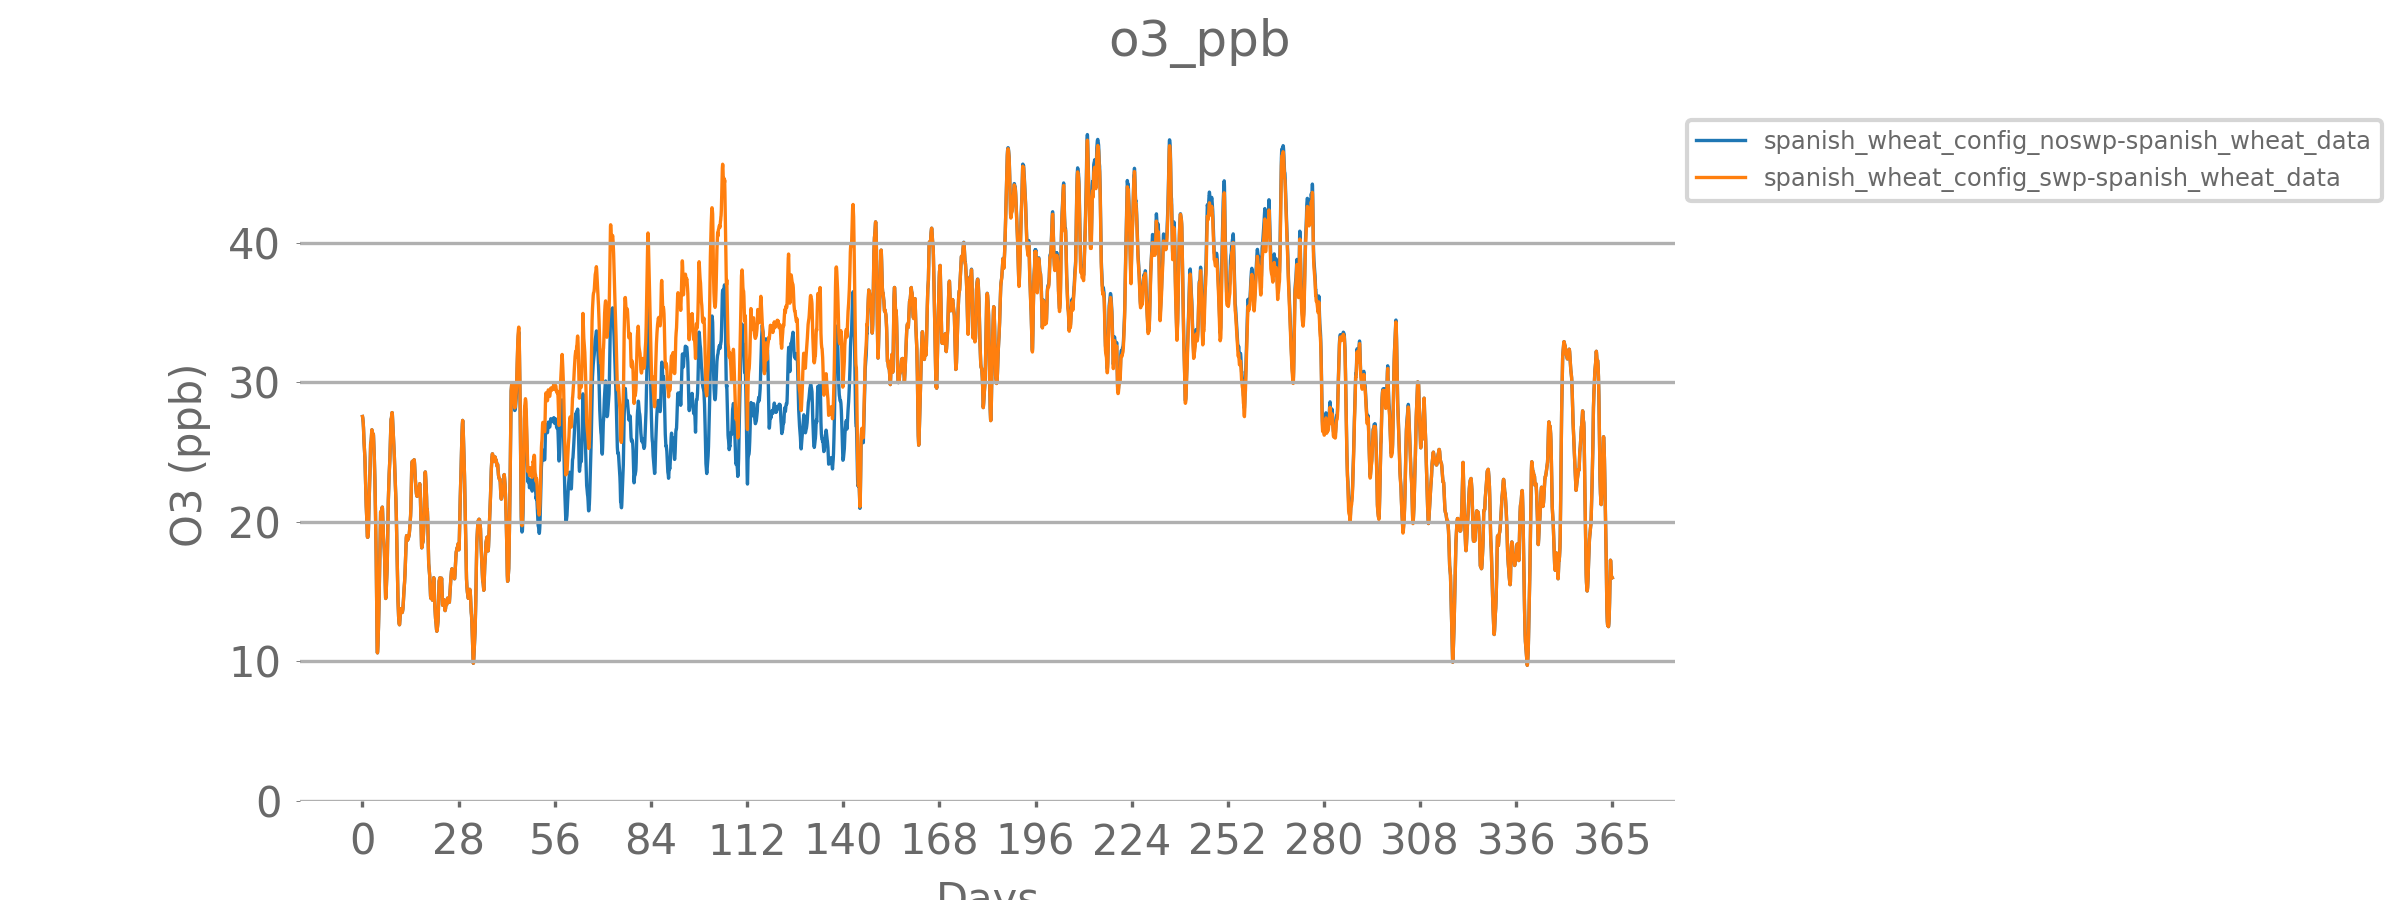 o3_ppb
spanish_wheat_config_noswp-spanish_wheat_data
spanish_wheat_config_swp-spanish_wheat_data
O3 (ppb)
40
30
20
10
0
0 28 56 84 112 140 168 196 224 252 280 308 336 365
Days